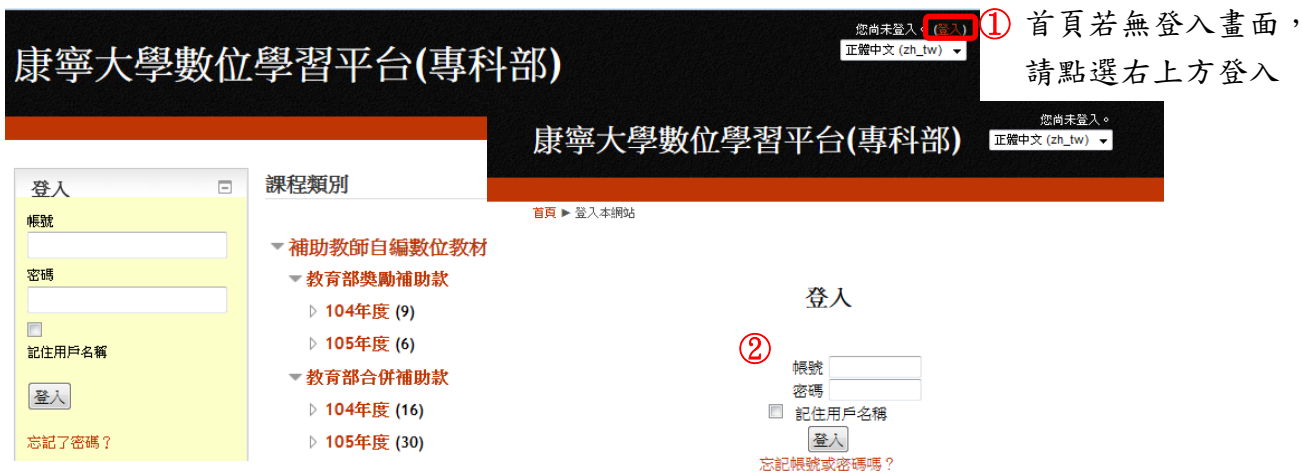 您尚未登入。(登入)
正體中文 (zh_tw)
康寧大學數位學習平台(專科部)
① 首頁若無登入畫面，
請點選右上方登入
登入
帳號
密碼
記住用戶名稱
登入
忘記了密碼？
課程類別
補助教師自編數位教材
教育部獎勵補助款
104年度 (9)
105年度 (6)
教育部合併補助款
104年度 (16)
105年度 (30)
您尚未登入。
正體中文 (zh_tw)
康寧大學數位學習平台(專科部)
首頁 ► 登入本網站
登入
②
帳號
密碼
記住用戶名稱
登入
忘記帳號或密碼嗎？